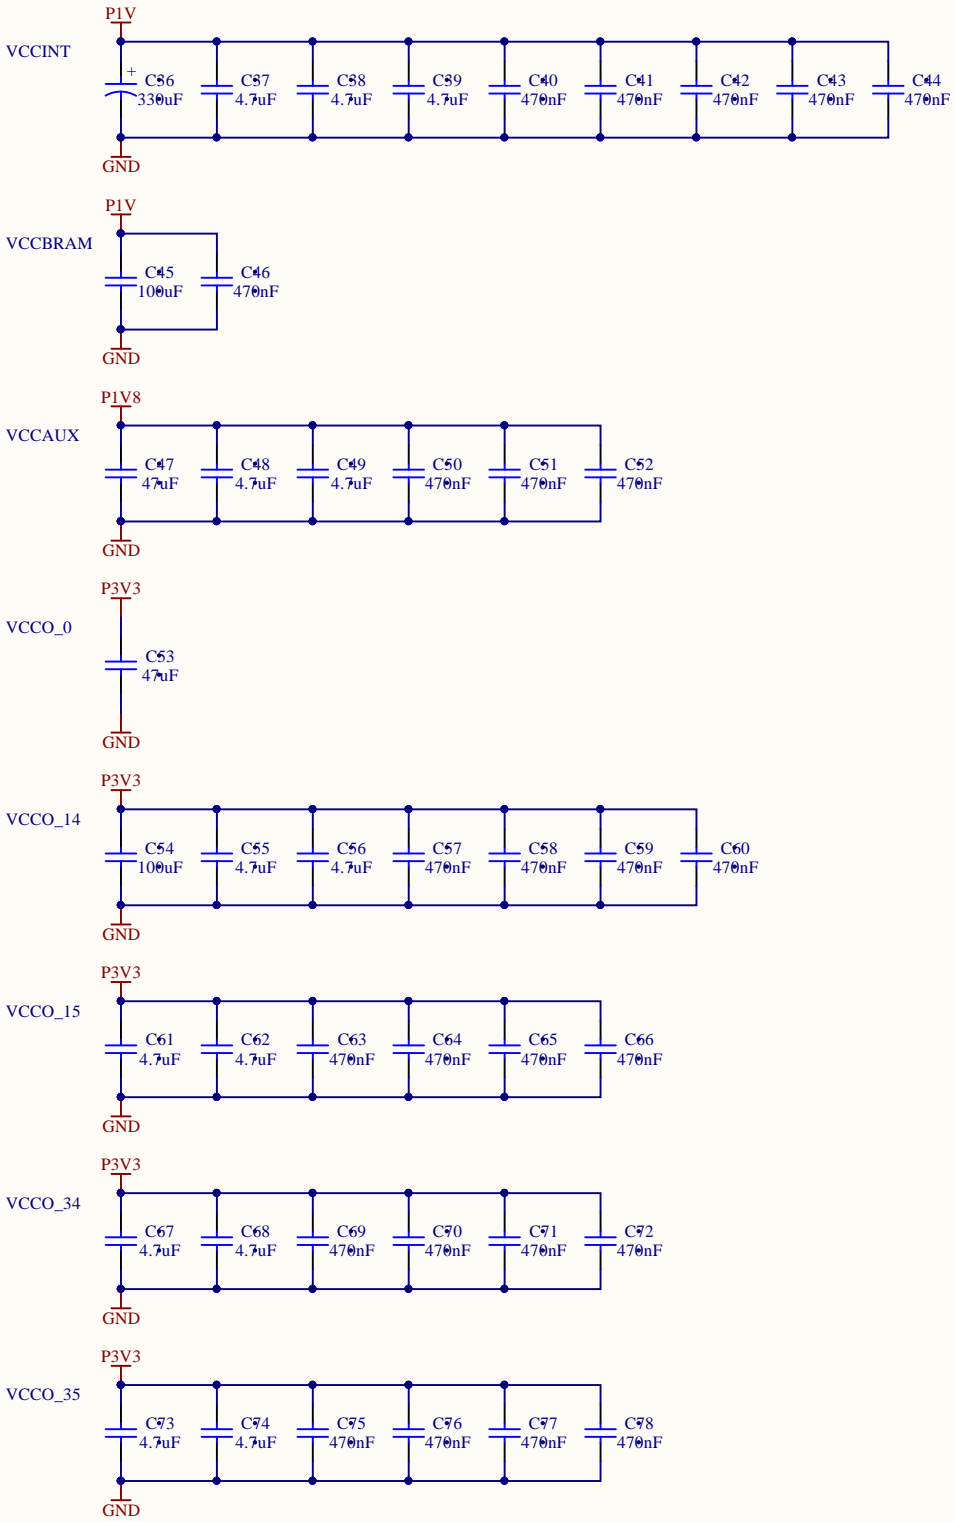 P1V
VCCINT
+
C36 C37 C38 C39 C40 C41 C42 C43 C44
330uF 4.7uF 4.7uF 4.7uF 470nF 470nF 470nF 470nF 470nF
GND
P1V
VCCBRAM
C45 C46
100uF 470nF
GND
P1V8
VCCAUX
C47 C48 C49 C50 C51 C52
47uF 4.7uF 4.7uF 470nF 470nF 470nF
GND
P3V3
VCCO_0
C53
47uF
GND
P3V3
VCCO_14
C54 C55 C56 C57 C58 C59 C60
100uF 4.7uF 4.7uF 470nF 470nF 470nF 470nF
GND
P3V3
VCCO_15
C61 C62 C63 C64 C65 C66
4.7uF 4.7uF 470nF 470nF 470nF 470nF
GND
P3V3
VCCO_34
C67 C68 C69 C70 C71 C72
4.7uF 4.7uF 470nF 470nF 470nF 470nF
GND
P3V3
VCCO_35
C73 C74 C75 C76 C77 C78
4.7uF 4.7uF 470nF 470nF 470nF 470nF
GND